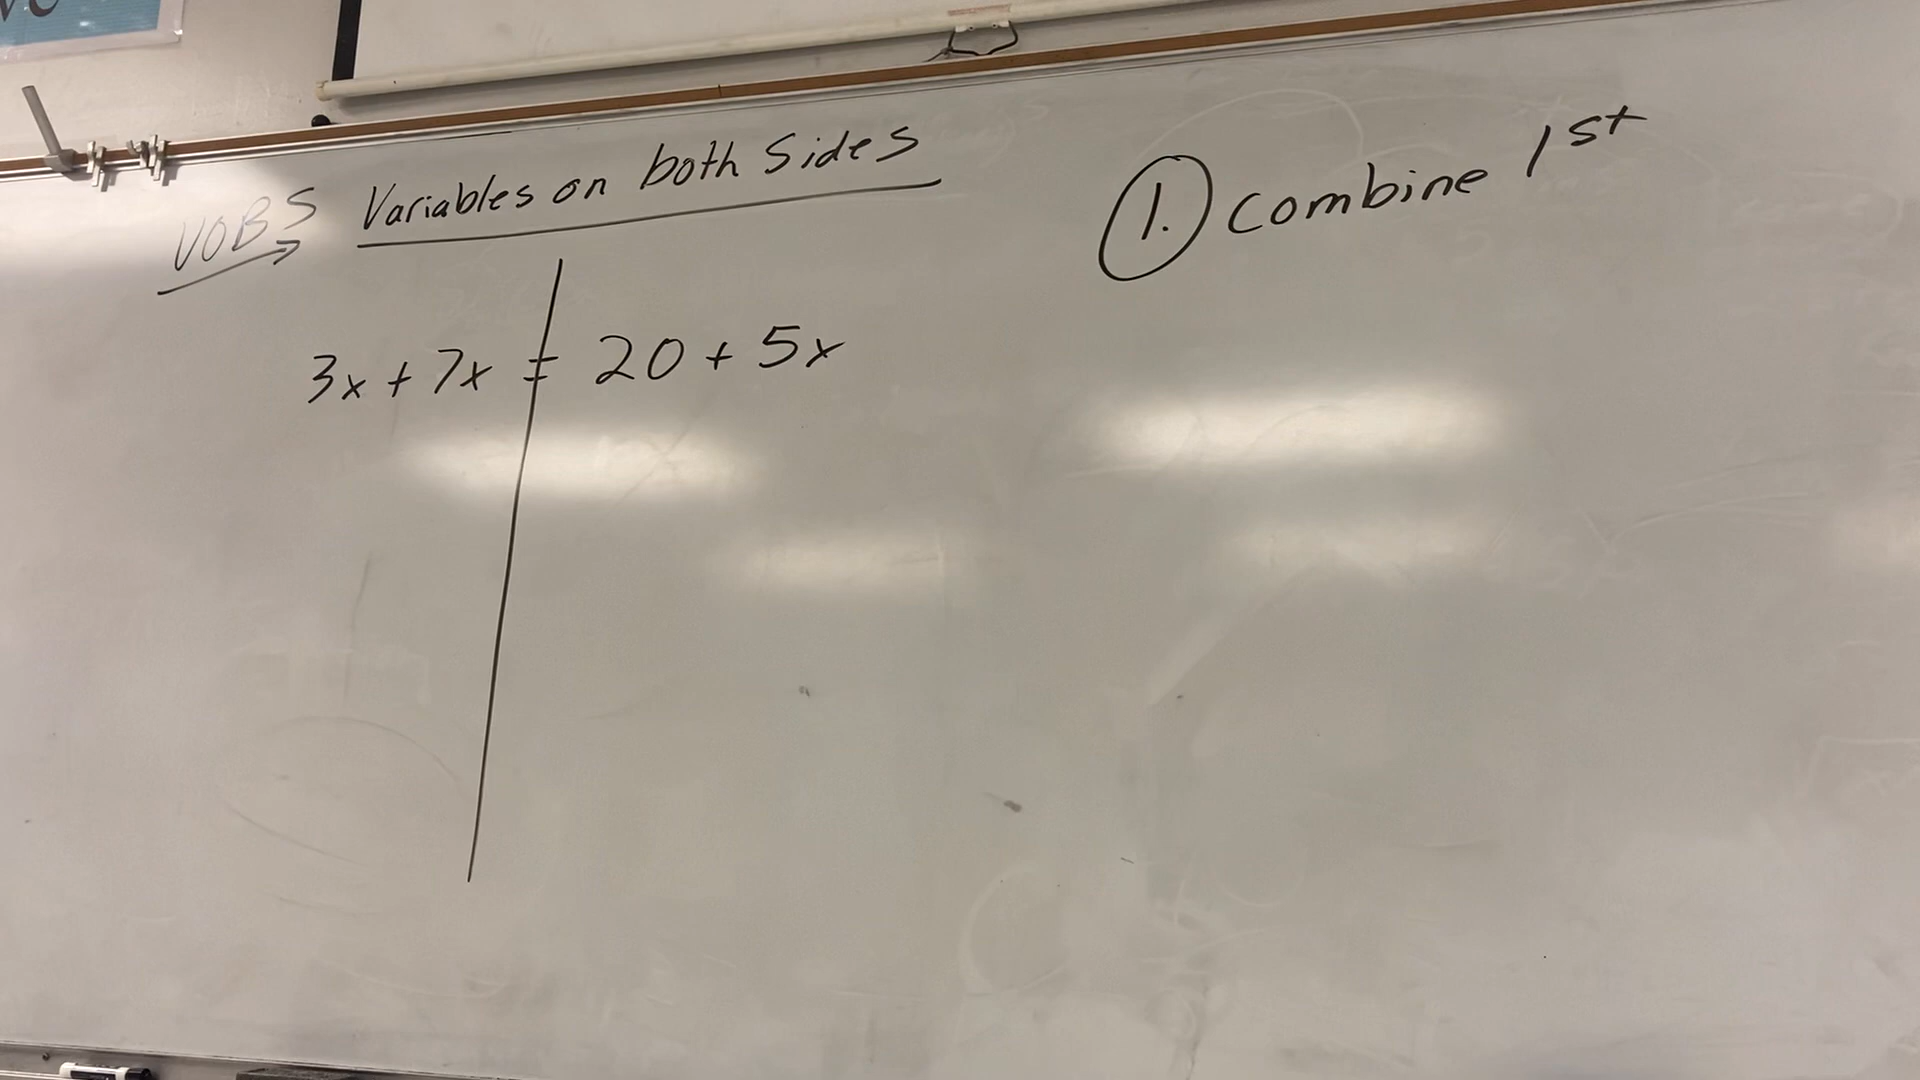 VOBS Variables on both Sides
3x + 7x = 20 + 5x
1. Combine 1st